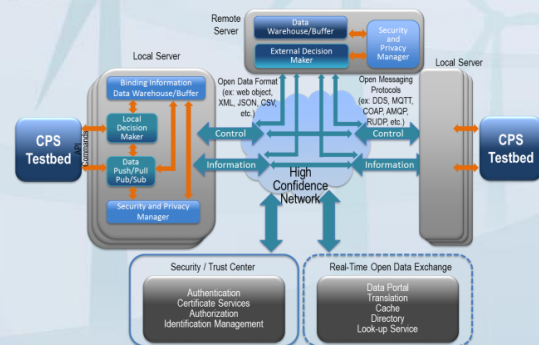 Remote
Server
Data
Warehouse/Buffer
External Decision
Maker
Security
and
Privacy
Manager
Local Server
Binding Information
Data Warehouse/Buffer
Local
Decision
Maker
Data
Push/Pull
Pub/Sub
Security and Privacy
Manager
CPS
Testbed
API
Commands
Open Data Format
(ex: web object,
XML, JSON, CSV,
etc.)
Open Messaging
Protocols
(ex: DDS, MQTT,
COAP, AMQP,
RUDP, etc.)
Control
Information
High
Confidence
Network
Control
Information
Local Server
CPS
Testbed
Security / Trust Center
Authentication
Certificate Services
Authorization
Identification Management
Real-Time Open Data Exchange
Data Portal
Translation
Cache
Directory
Look-up Service